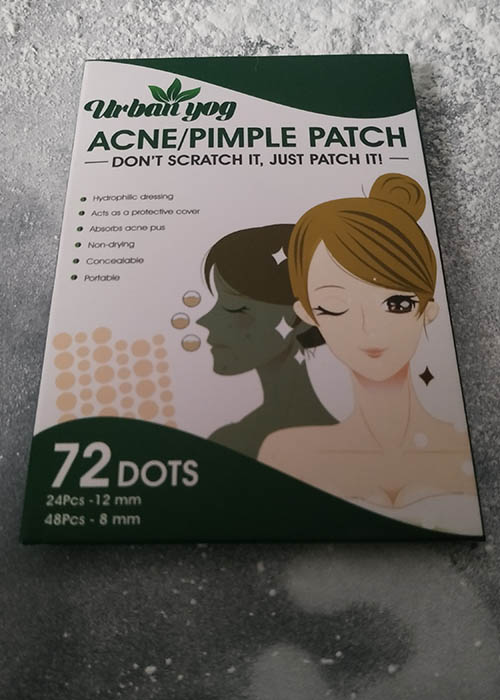 Urban yog
ACNE/PIMPLE PATCH
DON'T SCRATCH IT, JUST PATCH IT!
Hydrophilic dressing
Acts as a protective cover
Absorbs acne pus
Non-drying
Concealable
Portable
72 DOTS
24Pcs -12 mm
48Pcs - 8 mm